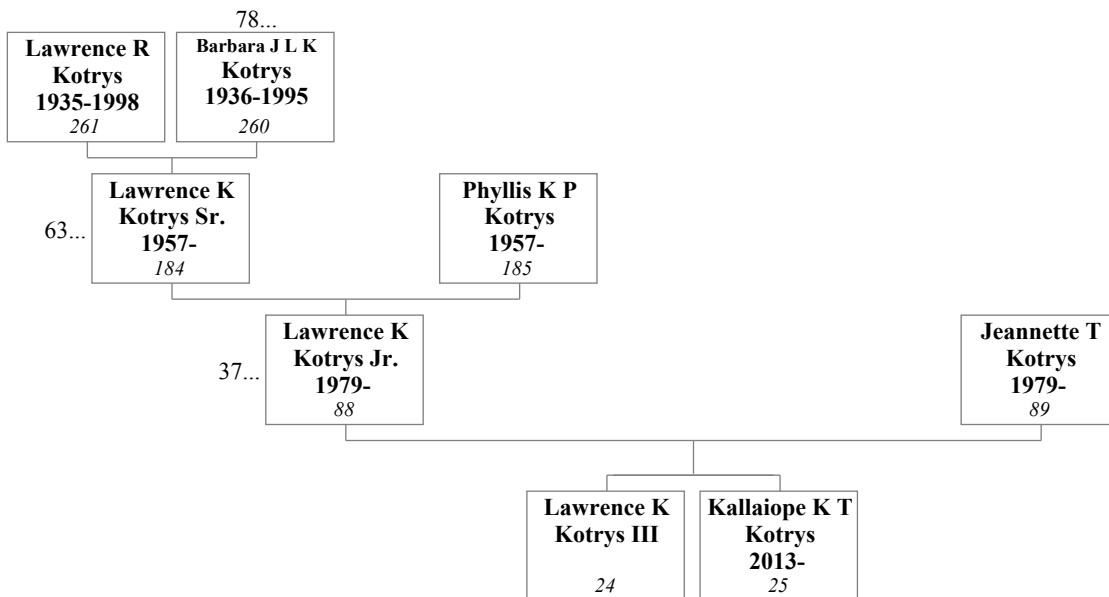 78...
Lawrence R
Kotrys
1935-1998
261
Barbara J L K
Kotrys
1936-1995
260
63...
Lawrence K
Kotrys Sr.
1957-
184
Phyllis K P
Kotrys
1957-
185
37...
Lawrence K
Kotrys Jr.
1979-
88
Jeannette T
Kotrys
1979-
89
Lawrence K
Kotrys III
24
Kallaiope K T
Kotrys
2013-
25